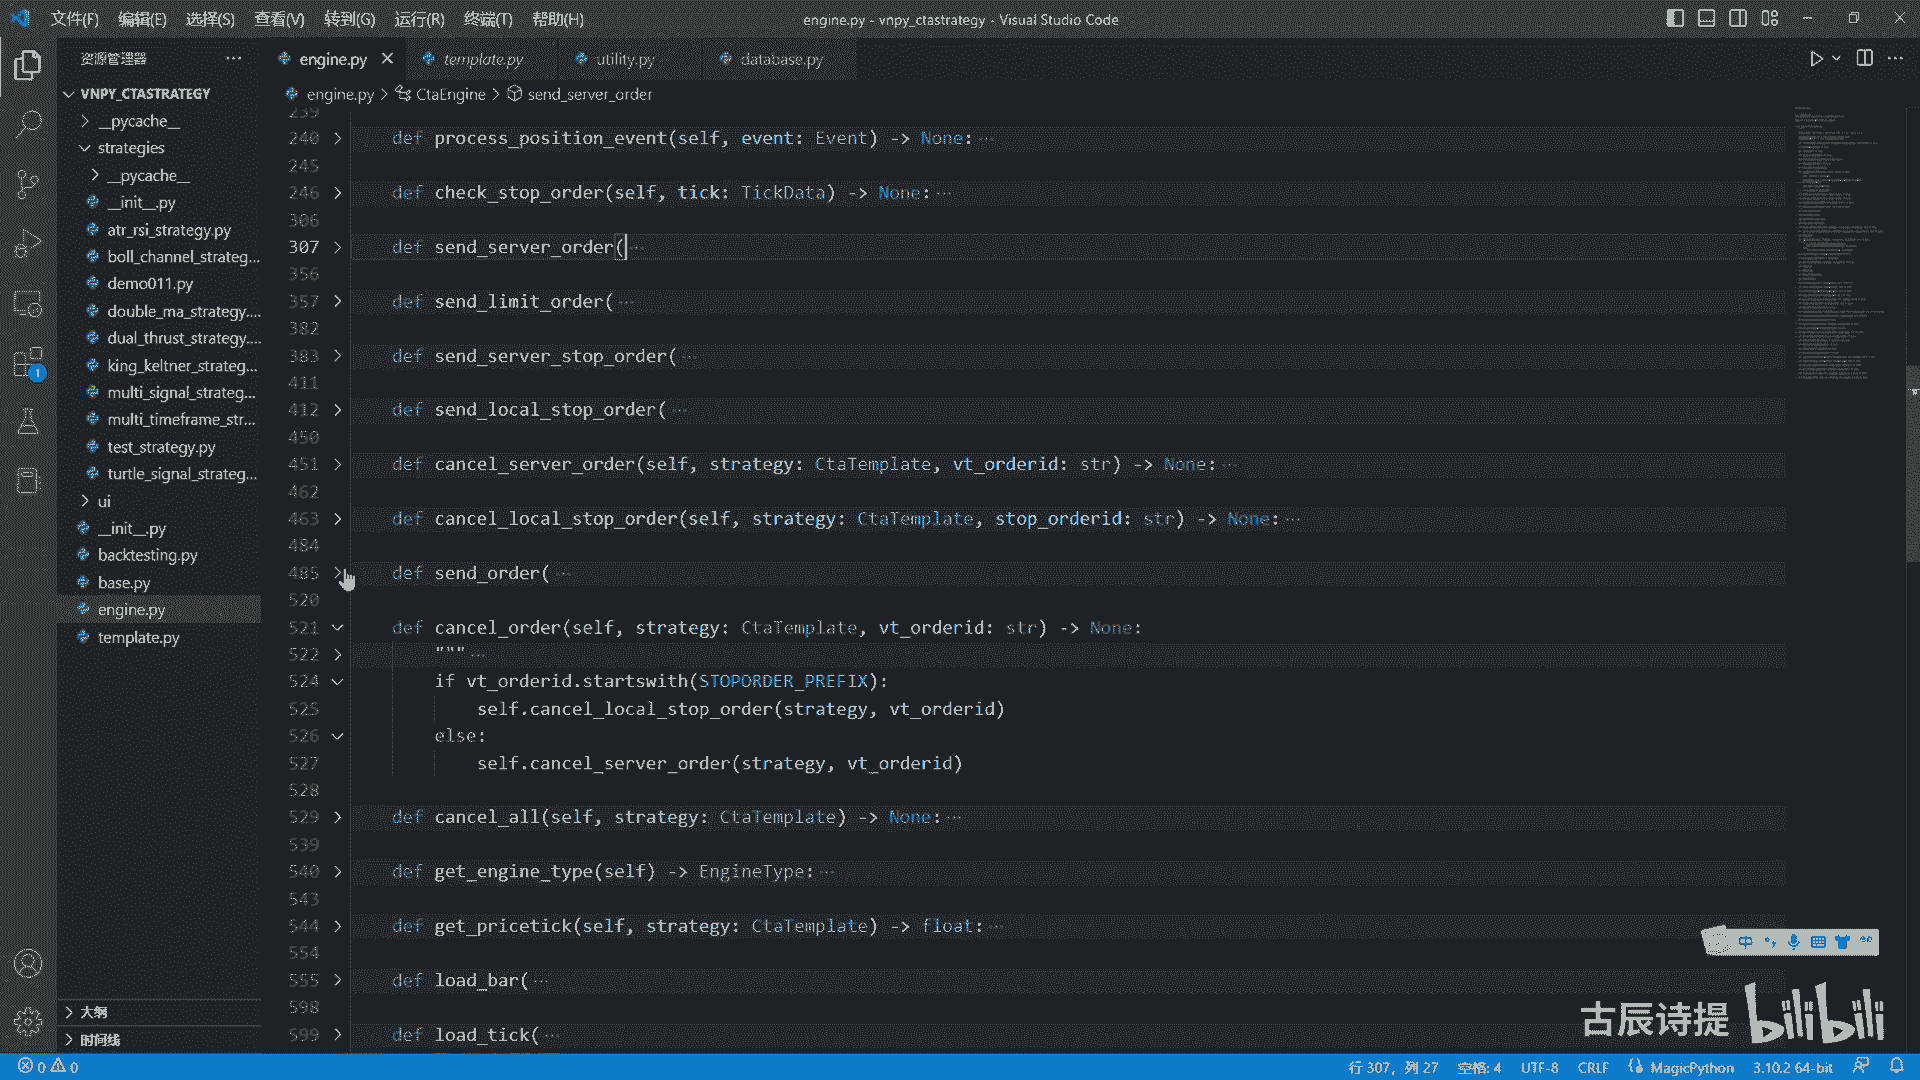 文件(F) 编辑(E) 选择(S) 查看(V) 转到(G) 运行(R) 终端(T) 帮助(H) engine.py - vnpy_ctastrategy - Visual Studio Code
资源管理器 ···
engine.py template.py utility.py database.py
engine.py > CtaEngine > send_server_order
VNPY_CTASTRATEGY
__pycache__
strategies
__pycache__
__init__.py
atr_rsi_strategy.py
boll_channel_strateg...
demo011.py
double_ma_strategy....
dual_thrust_strategy....
king_keltner_strateg...
multi_signal_strateg...
multi_timeframe_str...
test_strategy.py
turtle_signal_strateg...
ui
__init__.py
backtesting.py
base.py
engine.py
template.py
大纲
时间线
1
239
240 def process_position_event(self, event: Event) -> None: ···
245
246 def check_stop_order(self, tick: TickData) -> None: ···
306
307 def send_server_order( ···
356
357 def send_limit_order( ···
382
383 def send_server_stop_order( ···
411
412 def send_local_stop_order( ···
450
451 def cancel_server_order(self, strategy: CtaTemplate, vt_orderid: str) -> None: ···
462
463 def cancel_local_stop_order(self, strategy: CtaTemplate, stop_orderid: str) -> None: ···
484
485 def send_order( ···
520
521 def cancel_order(self, strategy: CtaTemplate, vt_orderid: str) -> None:
522 """ ···
524 if vt_orderid.startswith(STOPORDER_PREFIX):
525 self.cancel_local_stop_order(strategy, vt_orderid)
526 else:
527 self.cancel_server_order(strategy, vt_orderid)
528
529 def cancel_all(self, strategy: CtaTemplate) -> None: ···
539
540 def get_engine_type(self) -> EngineType: ···
543
544 def get_pricetick(self, strategy: CtaTemplate) -> float: ···
554
555 def load_bar( ···
598
599 def load_tick( ···
中
古辰诗提 bilibili
0 0 行 307，列 27 空格: 4 UTF-8 CRLF MagicPython 3.10.2 64-bit